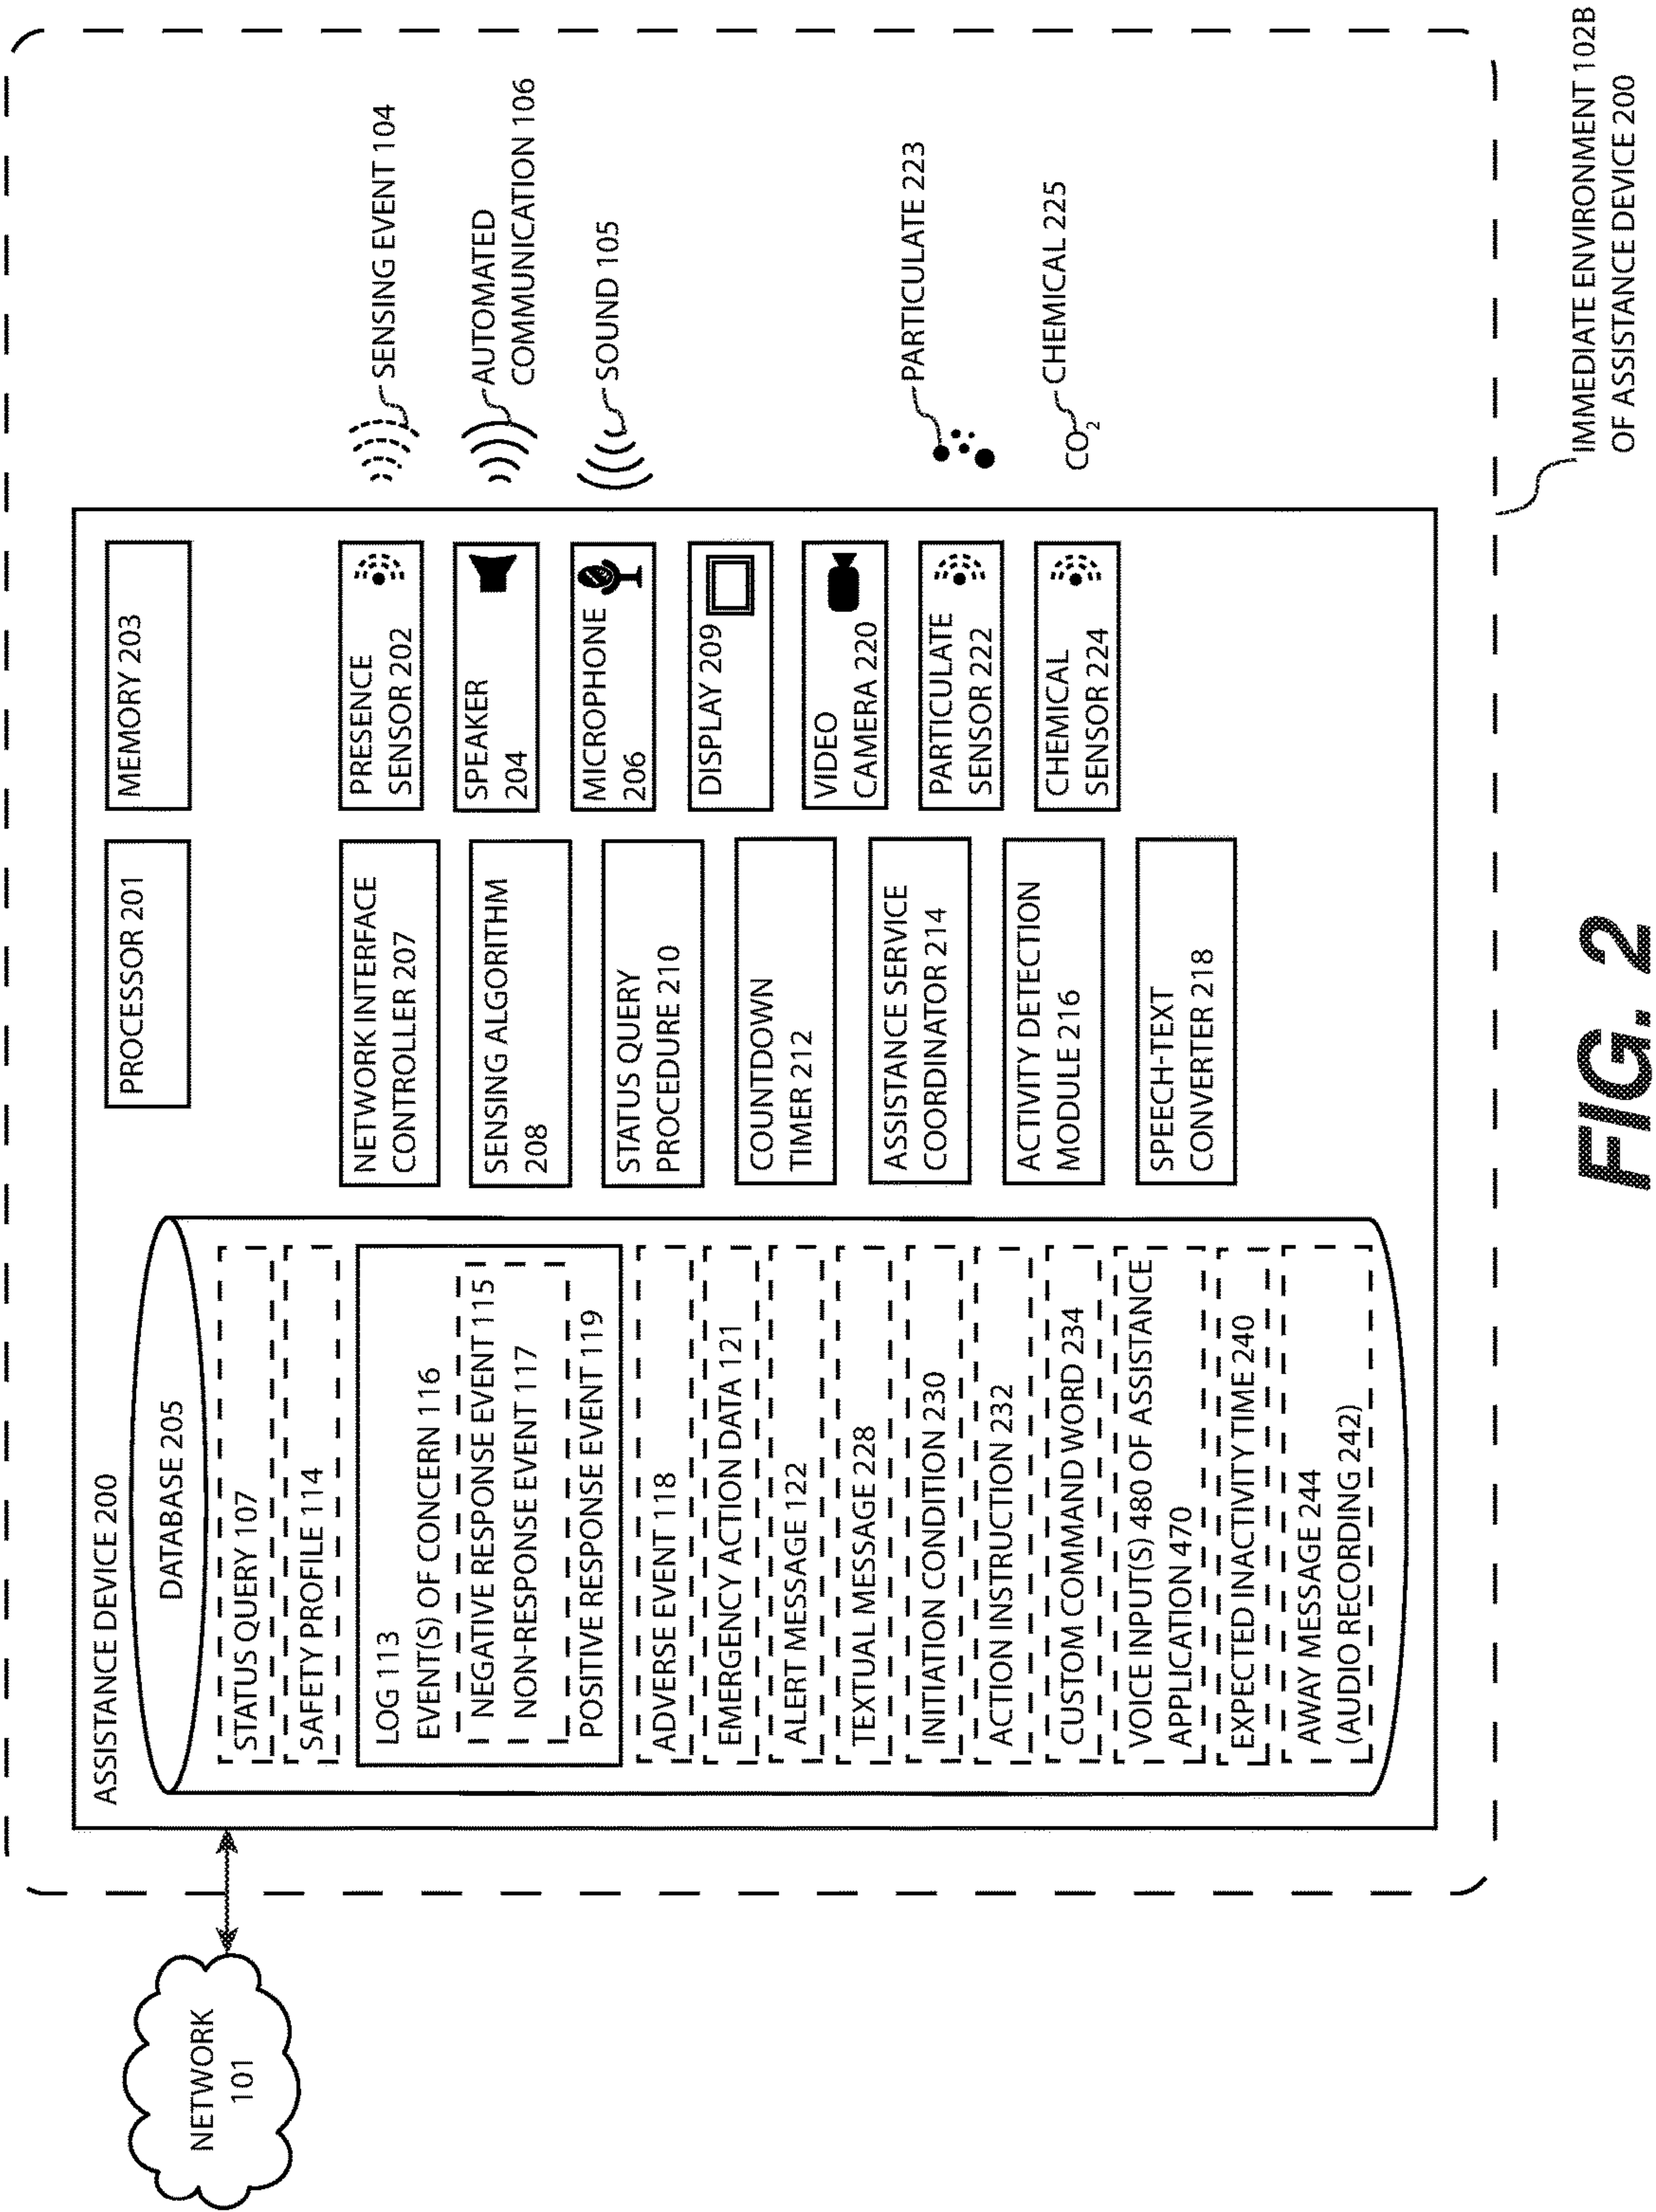 NETWORK
101
ASSISTANCE DEVICE 200
DATABASE 205
STATUS QUERY 107
SAFETY PROFILE 114
LOG 113
EVENT(S) OF CONCERN 116
NEGATIVE RESPONSE EVENT 115
NON-RESPONSE EVENT 117
POSITIVE RESPONSE EVENT 119
ADVERSE EVENT 118
EMERGENCY ACTION DATA 121
ALERT MESSAGE 122
TEXTUAL MESSAGE 228
INITIATION CONDITION 230
ACTION INSTRUCTION 232
CUSTOM COMMAND WORD 234
VOICE INPUT(S) 480 OF ASSISTANCE
APPLICATION 470
EXPECTED INACTIVITY TIME 240
AWAY MESSAGE 244
(AUDIO RECORDING 242)
PROCESSOR 201
NETWORK INTERFACE
CONTROLLER 207
SENSING ALGORITHM
208
STATUS QUERY
PROCEDURE 210
COUNTDOWN
TIMER 212
ASSISTANCE SERVICE
COORDINATOR 214
ACTIVITY DETECTION
MODULE 216
SPEECH-TEXT
CONVERTER 218
MEMORY 203
PRESENCE
SENSOR 202
SPEAKER
204
MICROPHONE
206
DISPLAY 209
VIDEO
CAMERA 220
PARTICULATE
SENSOR 222
CHEMICAL
SENSOR 224
SENSING EVENT 104
AUTOMATED
COMMUNICATION 106
SOUND 105
PARTICULATE 223
CO₂
CHEMICAL 225
IMMEDIATE ENVIRONMENT 102B
OF ASSISTANCE DEVICE 200
FIG. 2